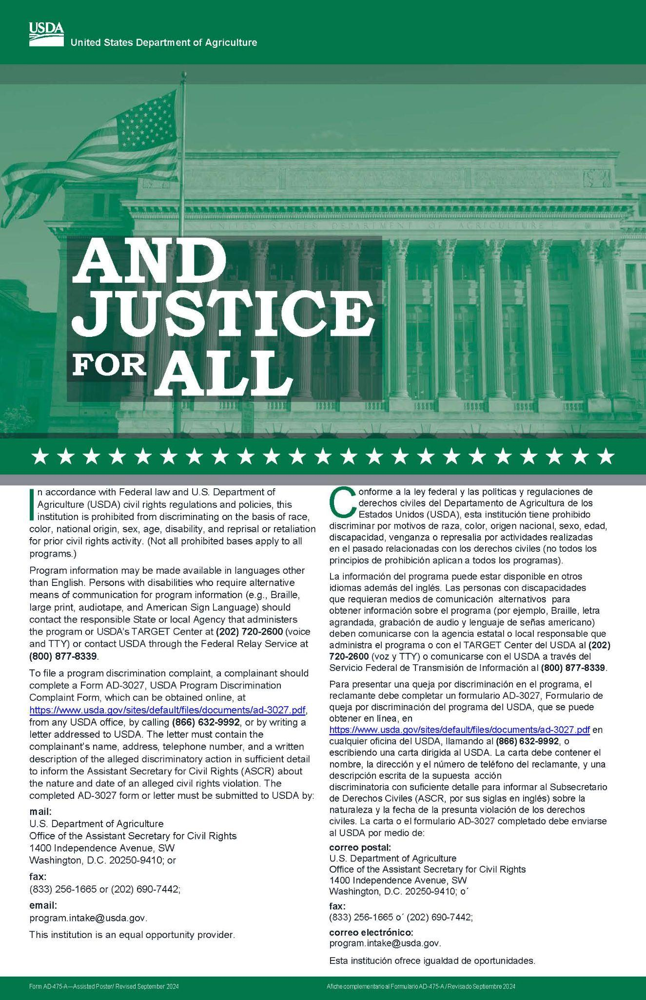 USDA
United States Department of Agriculture
UNITED STATES DEPARTMENT OF AGRICULTURE
AND
JUSTICE
FOR ALL
In accordance with Federal law and U.S. Department of
Agriculture (USDA) civil rights regulations and policies, this
institution is prohibited from discriminating on the basis of race,
color, national origin, sex, age, disability, and reprisal or retaliation
for prior civil rights activity. (Not all prohibited bases apply to all
programs.)
Program information may be made available in languages other
than English. Persons with disabilities who require alternative
means of communication for program information (e.g., Braille,
large print, audiotape, and American Sign Language) should
contact the responsible State or local Agency that administers
the program or USDA's TARGET Center at (202) 720-2600 (voice
and TTY) or contact USDA through the Federal Relay Service at
(800) 877-8339.
To file a program discrimination complaint, a complainant should
complete a Form AD-3027, USDA Program Discrimination
Complaint Form, which can be obtained online, at
https://www.usda.gov/sites/default/files/documents/ad-3027.pdf,
from any USDA office, by calling (866) 632-9992, or by writing a
letter addressed to USDA. The letter must contain the
complainant's name, address, telephone number, and a written
description of the alleged discriminatory action in sufficient detail
to inform the Assistant Secretary for Civil Rights (ASCR) about
the nature and date of an alleged civil rights violation. The
completed AD-3027 form or letter must be submitted to USDA by:
mail:
U.S. Department of Agriculture
Office of the Assistant Secretary for Civil Rights
1400 Independence Avenue, SW
Washington, D.C. 20250-9410; or
fax:
(833) 256-1665 or (202) 690-7442;
email:
program.intake@usda.gov.
This institution is an equal opportunity provider.
Conforme a la ley federal y las políticas y regulaciones de
derechos civiles del Departamento de Agricultura de los
Estados Unidos (USDA), esta institución tiene prohibido
discriminar por motivos de raza, color, origen nacional, sexo, edad,
discapacidad, venganza o represalia por actividades realizadas
en el pasado relacionadas con los derechos civiles (no todos los
principios de prohibición aplican a todos los programas).
La información del programa puede estar disponible en otros
idiomas además del inglés. Las personas con discapacidades
que requieran medios de comunicación alternativos para
obtener información sobre el programa (por ejemplo, Braille, letra
agrandada, grabación de audio y lenguaje de señas americano)
deben comunicarse con la agencia estatal o local responsable que
administra el programa o con el TARGET Center del USDA al (202)
720-2600 (voz y TTY) o comunicarse con el USDA a través del
Servicio Federal de Transmisión de Información al (800) 877-8339.
Para presentar una queja por discriminación en el programa, el
reclamante debe completar un formulario AD-3027, Formulario de
queja por discriminación del programa del USDA, que se puede
obtener en línea, en
https://www.usda.gov/sites/default/files/documents/ad-3027.pdf en
cualquier oficina del USDA, llamando al (866) 632-9992, o
escribiendo una carta dirigida al USDA. La carta debe contener el
nombre, la dirección y el número de teléfono del reclamante, y una
descripción escrita de la supuesta acción
discriminatoria con suficiente detalle para informar al Subsecretario
de Derechos Civiles (ASCR, por sus siglas en inglés) sobre la
naturaleza y la fecha de la presunta violación de los derechos
civiles. La carta o el formulario AD-3027 completado debe enviarse
al USDA por medio de:
correo postal:
U.S. Department of Agriculture
Office of the Assistant Secretary for Civil Rights
1400 Independence Avenue, SW
Washington, D.C. 20250-9410; o´
fax:
(833) 256-1665 o´ (202) 690-7442;
correo electrónico:
program.intake@usda.gov.
Esta institución ofrece igualdad de oportunidades.
Form AD-475-A—Assisted Poster/ Revised September 2024
Afiche complementario al Formulario AD-475-A/ Revisado Septiembre 2024